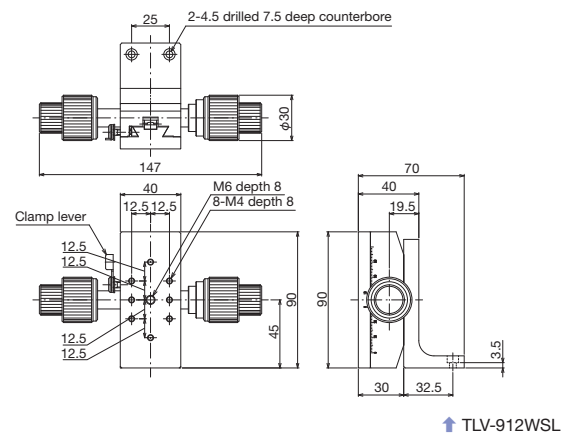 25
2-4.5 drilled 7.5 deep counterbore
φ30
147
70
40
M6 depth 8
40
12.5 12.5
8-M4 depth 8
19.5
Clamp lever
12.5
12.5
90
90
45
12.5
12.5
3.5
30
32.5
TLV-912WSL